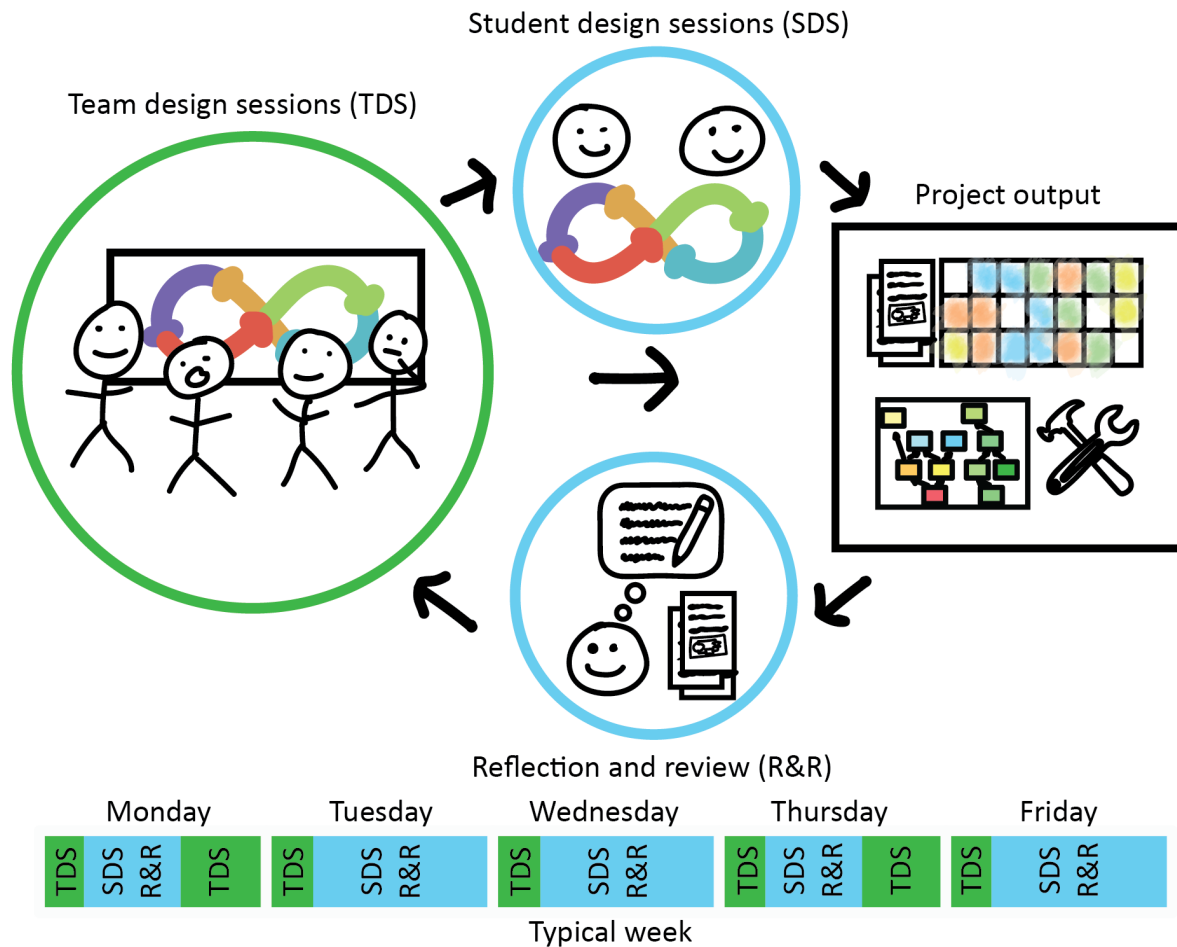 Student design sessions (SDS)
Team design sessions (TDS)
Project output
Reflection and review (R&R)
Monday
Tuesday
Wednesday
Thursday
Friday
TDS
SDS
R&R
TDS
TDS
SDS
R&R
TDS
SDS
R&R
TDS
SDS
R&R
TDS
TDS
SDS
R&R
Typical week